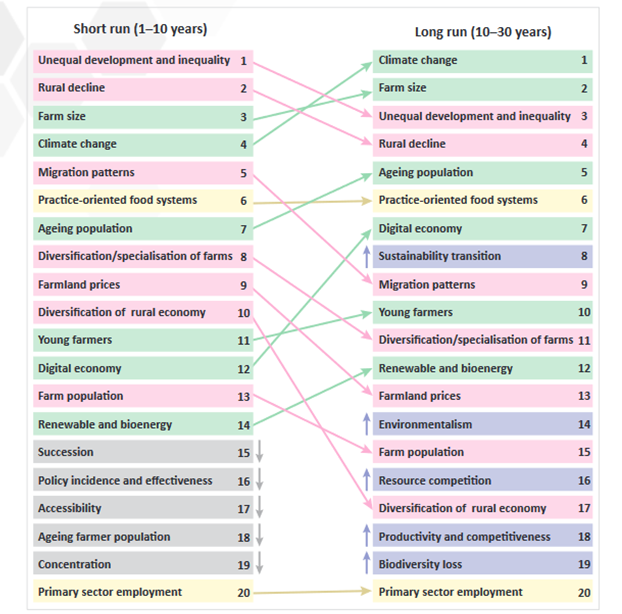 Short run (1–10 years)
Unequal development and inequality 1
Rural decline 2
Farm size 3
Climate change 4
Migration patterns 5
Practice-oriented food systems 6
Ageing population 7
Diversification/specialisation of farms 8
Farmland prices 9
Diversification of rural economy 10
Young farmers 11
Digital economy 12
Farm population 13
Renewable and bioenergy 14
Succession 15
Policy incidence and effectiveness 16
Accessibility 17
Ageing farmer population 18
Concentration 19
Primary sector employment 20
Long run (10–30 years)
Climate change 1
Farm size 2
Unequal development and inequality 3
Rural decline 4
Ageing population 5
Practice-oriented food systems 6
Digital economy 7
Sustainability transition 8
Migration patterns 9
Young farmers 10
Diversification/specialisation of farms 11
Renewable and bioenergy 12
Farmland prices 13
Environmentalism 14
Farm population 15
Resource competition 16
Diversification of rural economy 17
Productivity and competitiveness 18
Biodiversity loss 19
Primary sector employment 20